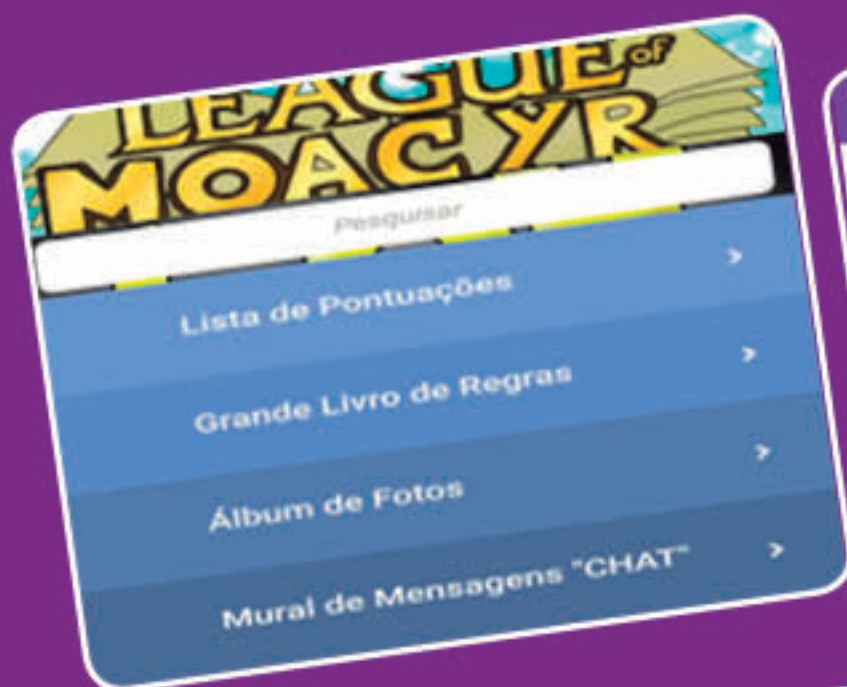 LEAGUE of
MOACYR
Pesquisar
Lista de Pontuações
Grande Livro de Regras
Álbum de Fotos
Mural de Mensagens "CHAT"